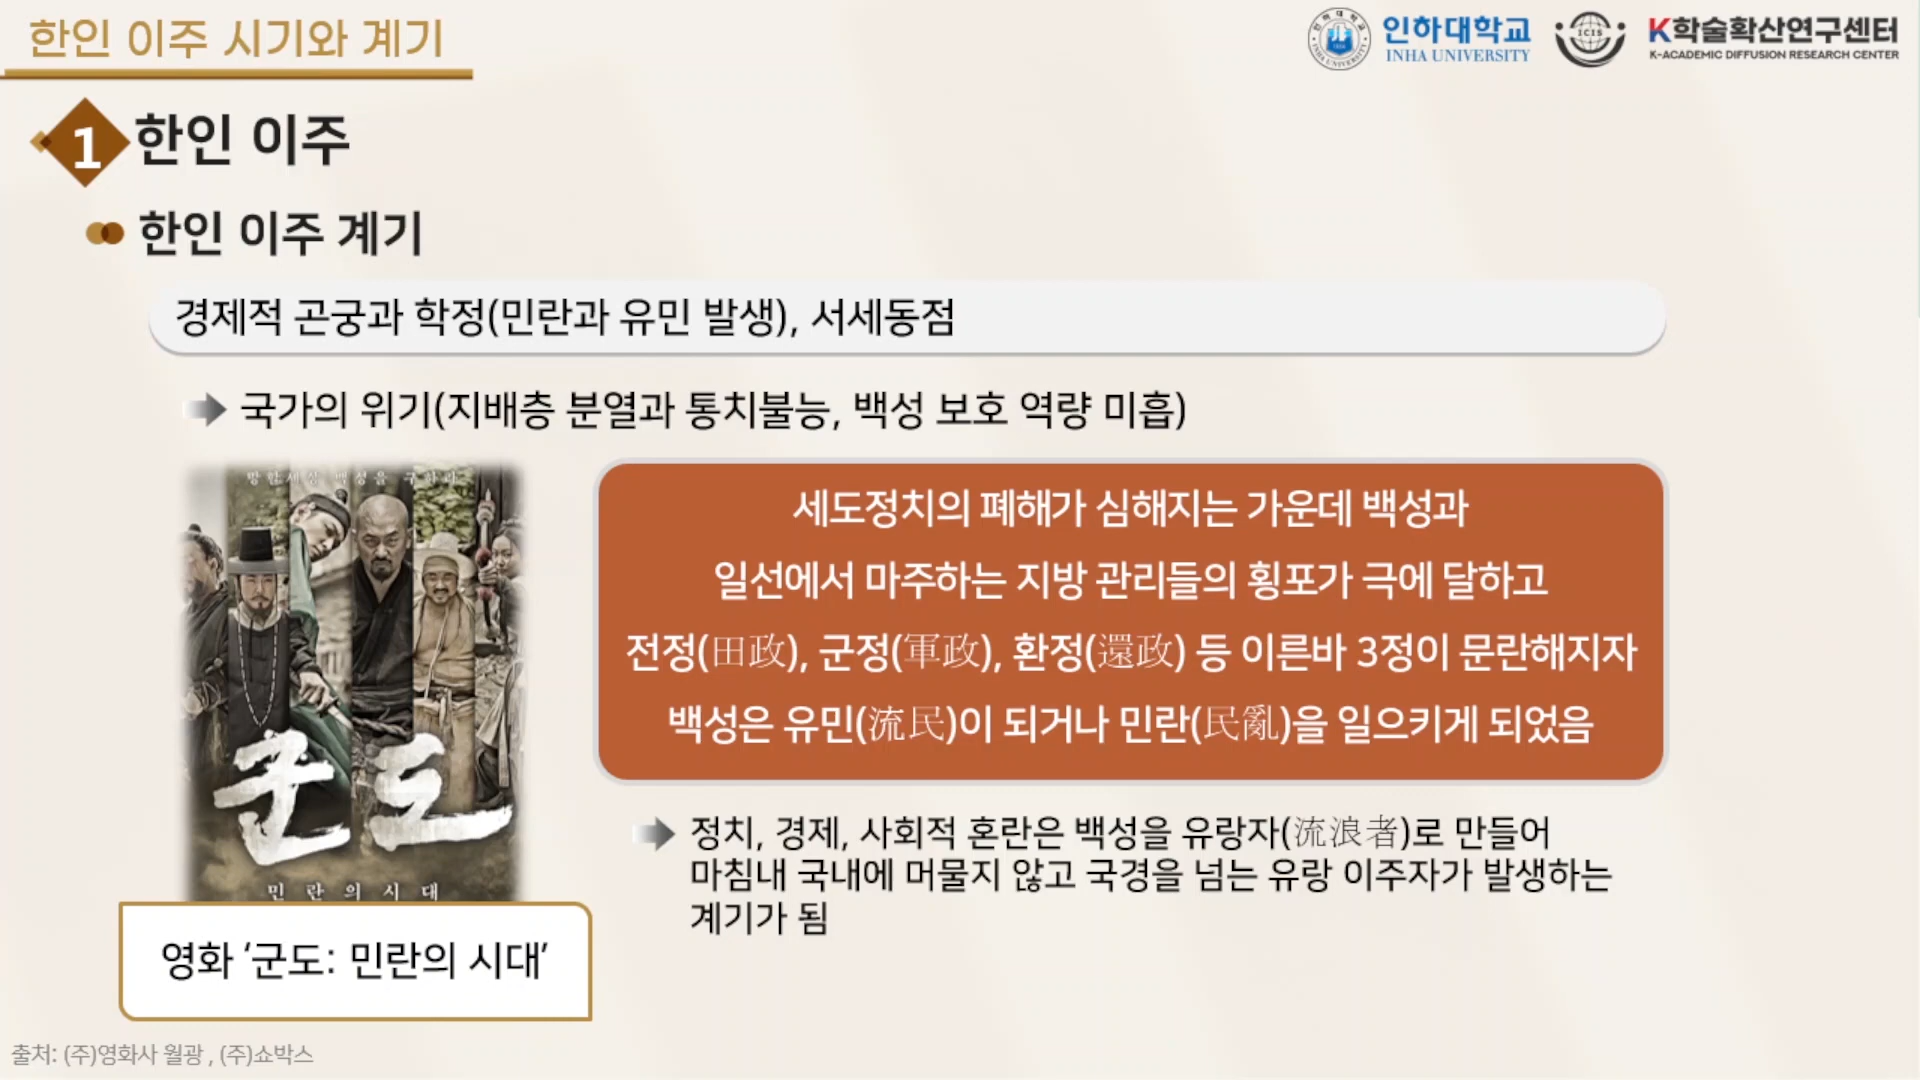 한인 이주 시기와 계기
인하대학교
INHA UNIVERSITY
ICIS
K학술확산연구센터
K-ACADEMIC DIFFUSION RESEARCH CENTER
1 한인 이주
한인 이주 계기
경제적 곤궁과 학정(민란과 유민 발생), 서세동점
국가의 위기(지배층 분열과 통치불능, 백성 보호 역량 미흡)
망한세상 백성을 구하라
군도
민란의 시대
영화 ‘군도: 민란의 시대’
세도정치의 폐해가 심해지는 가운데 백성과
일선에서 마주하는 지방 관리들의 횡포가 극에 달하고
전정(田政), 군정(軍政), 환정(還政) 등 이른바 3정이 문란해지자
백성은 유민(流民)이 되거나 민란(民亂)을 일으키게 되었음
정치, 경제, 사회적 혼란은 백성을 유랑자(流浪者)로 만들어
마침내 국내에 머물지 않고 국경을 넘는 유랑 이주자가 발생하는
계기가 됨
출처: (주)영화사 월광 , (주)쇼박스